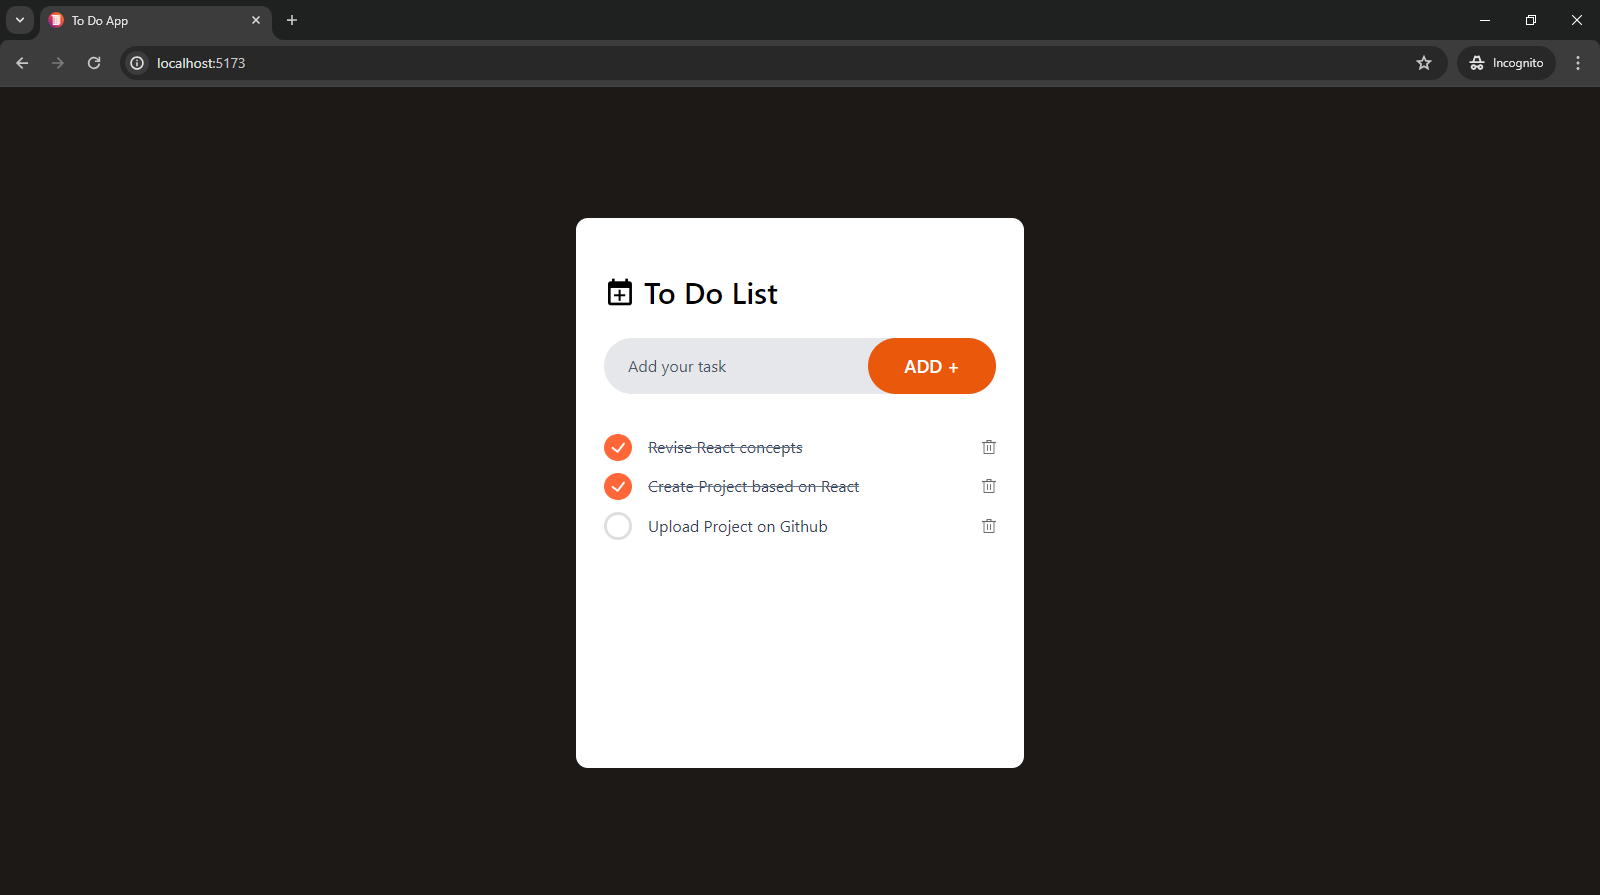 To Do App
localhost:5173
Incognito
To Do List
Add your task
ADD +
Revise React concepts
Create Project based on React
Upload Project on Github